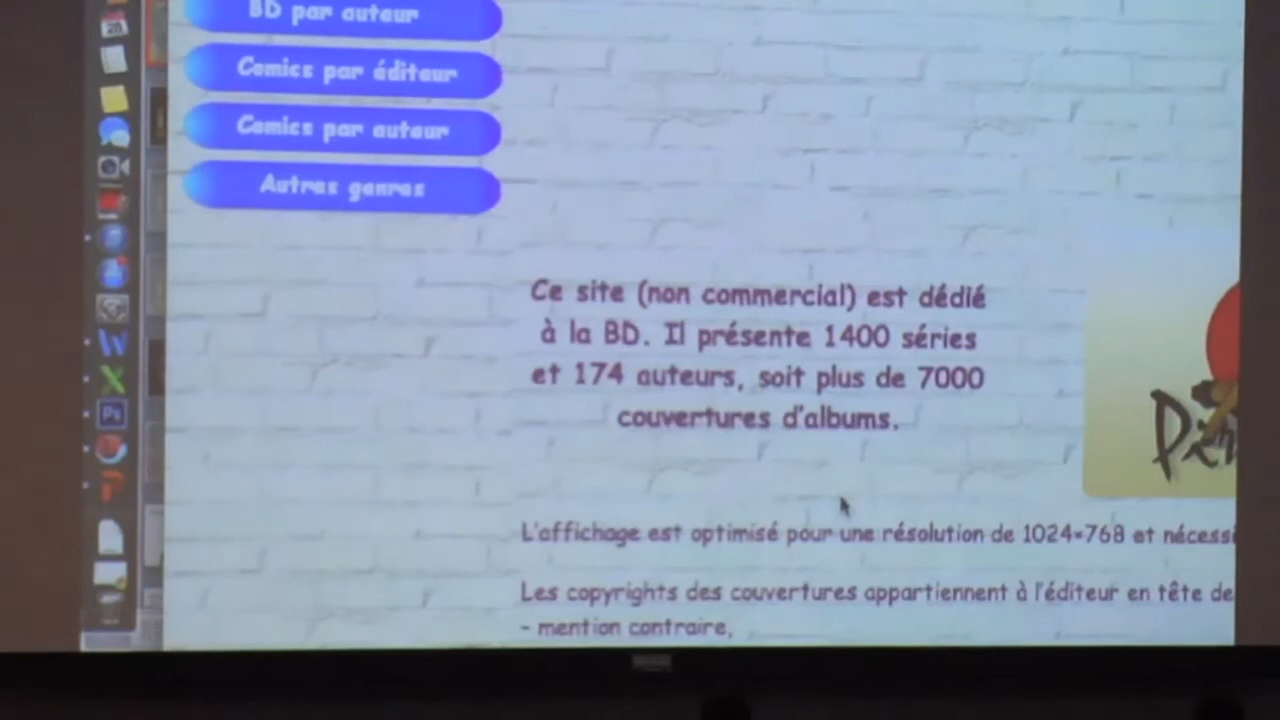 BD par auteur
Comics par éditeur
Comics par auteur
Autres genres
Ce site (non commercial) est dédié
à la BD. Il présente 1400 séries
et 174 auteurs, soit plus de 7000
couvertures d'albums.
L'affichage est optimisé pour une résolution de 1024*768 et nécessi
Les copyrights des couvertures appartiennent à l'éditeur en tête de
- mention contraire,
W
X
Ps
P